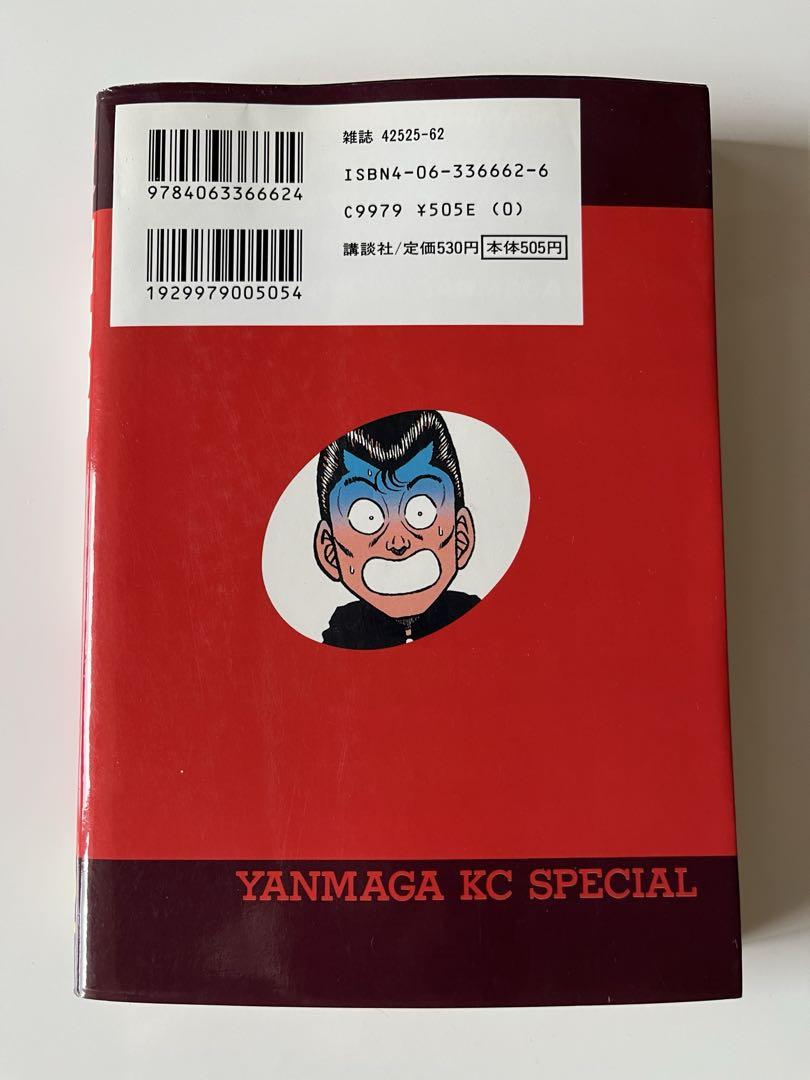 雑誌 42525-62
ISBN4-06-336662-6
9784063366624
C9979 ¥505E (0)
講談社/定価530円 本体505円
1929979005054
YANMAGA KC SPECIAL